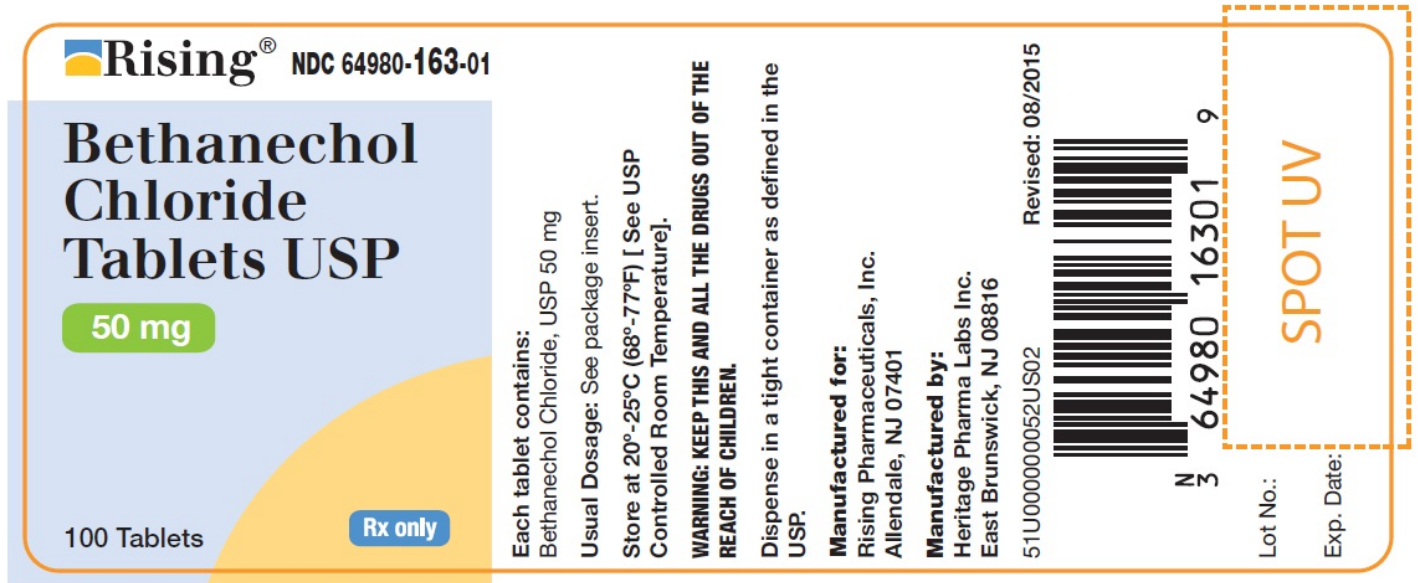 Rising® NDC 64980-163-01
Bethanechol
Chloride
Tablets USP
50 mg
100 Tablets
Rx only
Each tablet contains:
Bethanechol Chloride, USP 50 mg
Usual Dosage: See package insert.
Store at 20º-25ºC (68º-77ºF) [ See USP
Controlled Room Temperature].
WARNING: KEEP THIS AND ALL THE DRUGS OUT OF THE
REACH OF CHILDREN.
Dispense in a tight container as defined in the
USP.
Manufactured for:
Rising Pharmaceuticals, Inc.
Allendale, NJ 07401
Manufactured by:
Heritage Pharma Labs Inc.
East Brunswick, NJ 08816
51U000000052US02 Revised: 08/2015
N
3 64980 16301 9
Lot No.:
Exp. Date:
SPOT UV